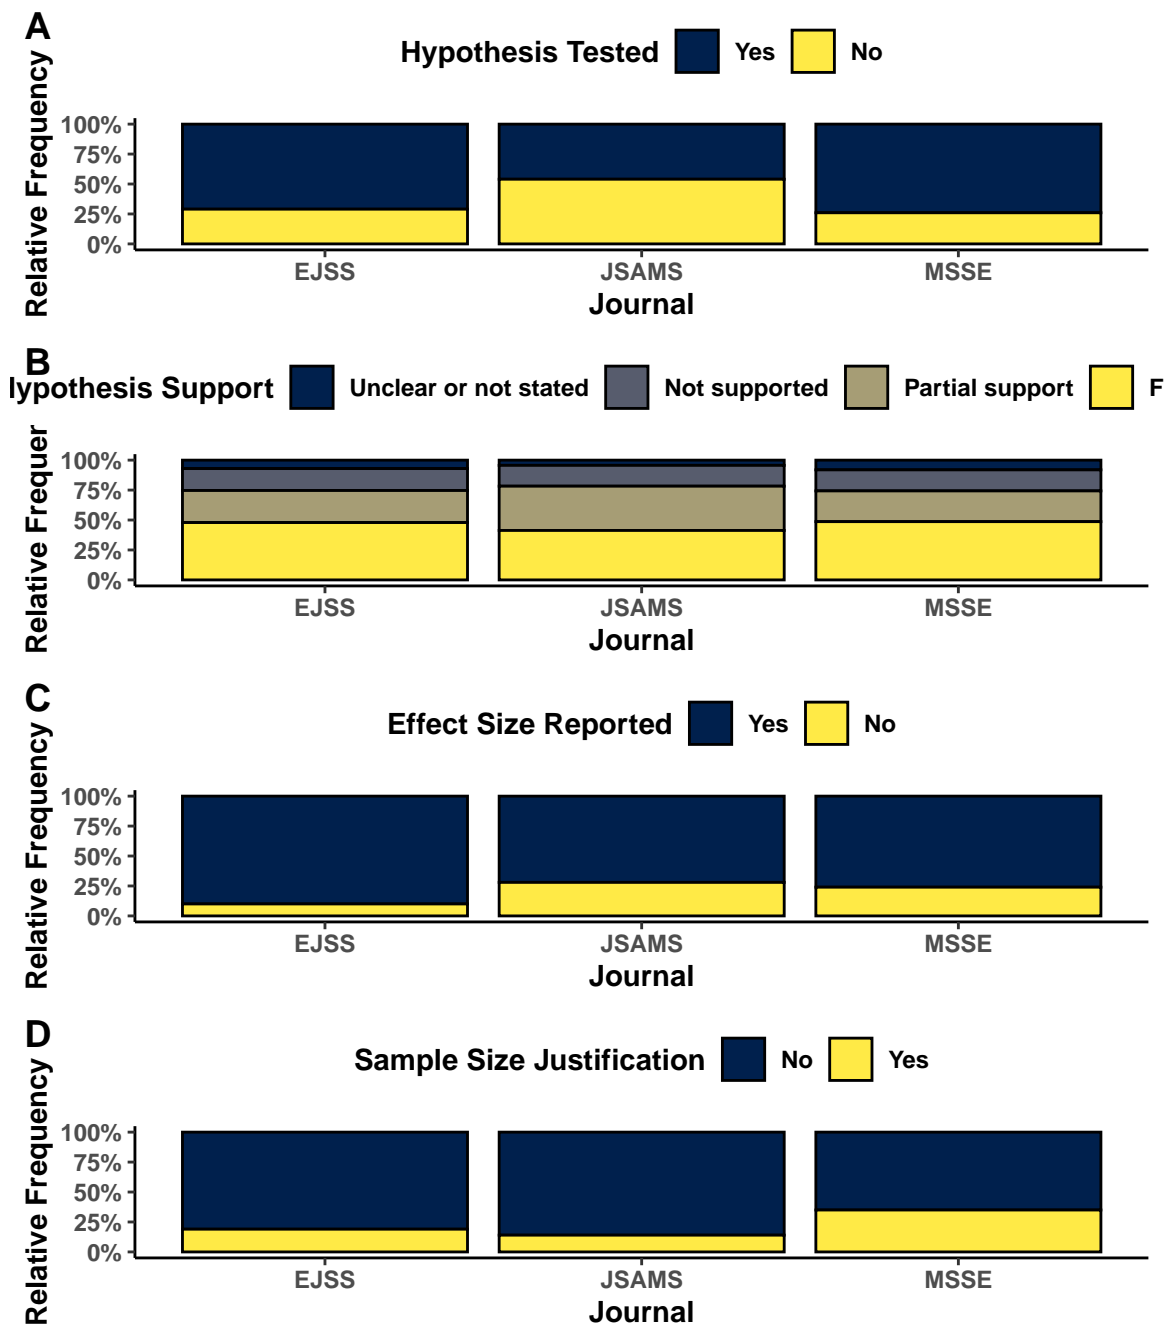 A
Hypothesis Tested Yes No
Relative Frequency
100%
75%
50%
25%
0%
EJSS JSAMS MSSE
Journal
B
ypothesis Support Unclear or not stated Not supported Partial support F
Relative Frequer
100%
75%
50%
25%
0%
EJSS JSAMS MSSE
Journal
C
Effect Size Reported Yes No
Relative Frequency
100%
75%
50%
25%
0%
EJSS JSAMS MSSE
Journal
D
Sample Size Justification No Yes
Relative Frequency
100%
75%
50%
25%
0%
EJSS JSAMS MSSE
Journal